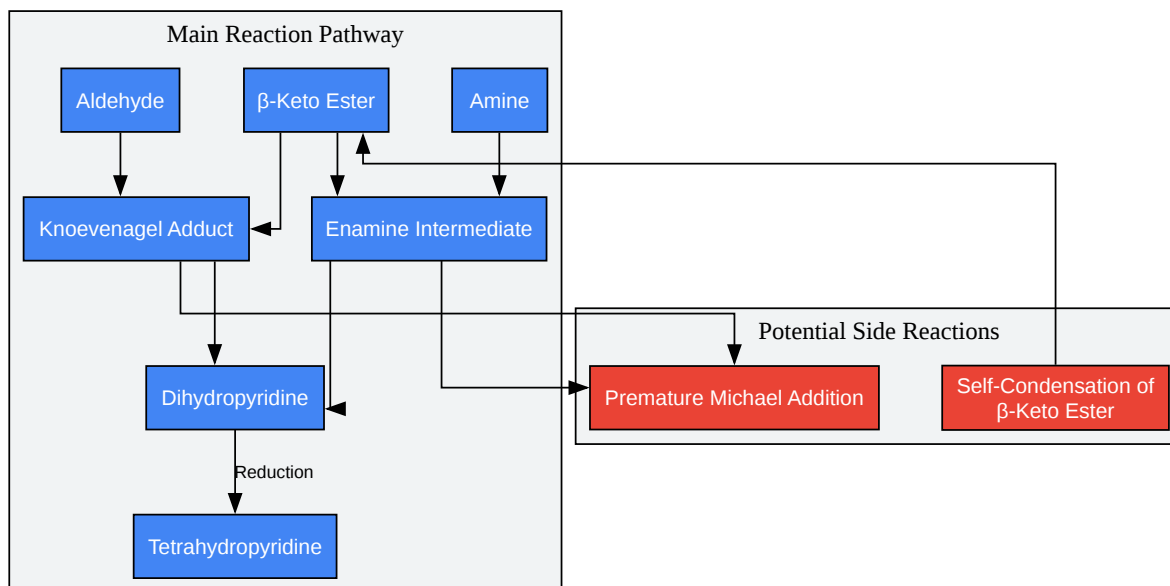 Main Reaction Pathway
Aldehyde
β-Keto Ester
Amine
Knoevenagel Adduct
Enamine Intermediate
Potential Side Reactions
Dihydropyridine
Premature Michael Addition
Self-Condensation of
β-Keto Ester
Reduction
Tetrahydropyridine